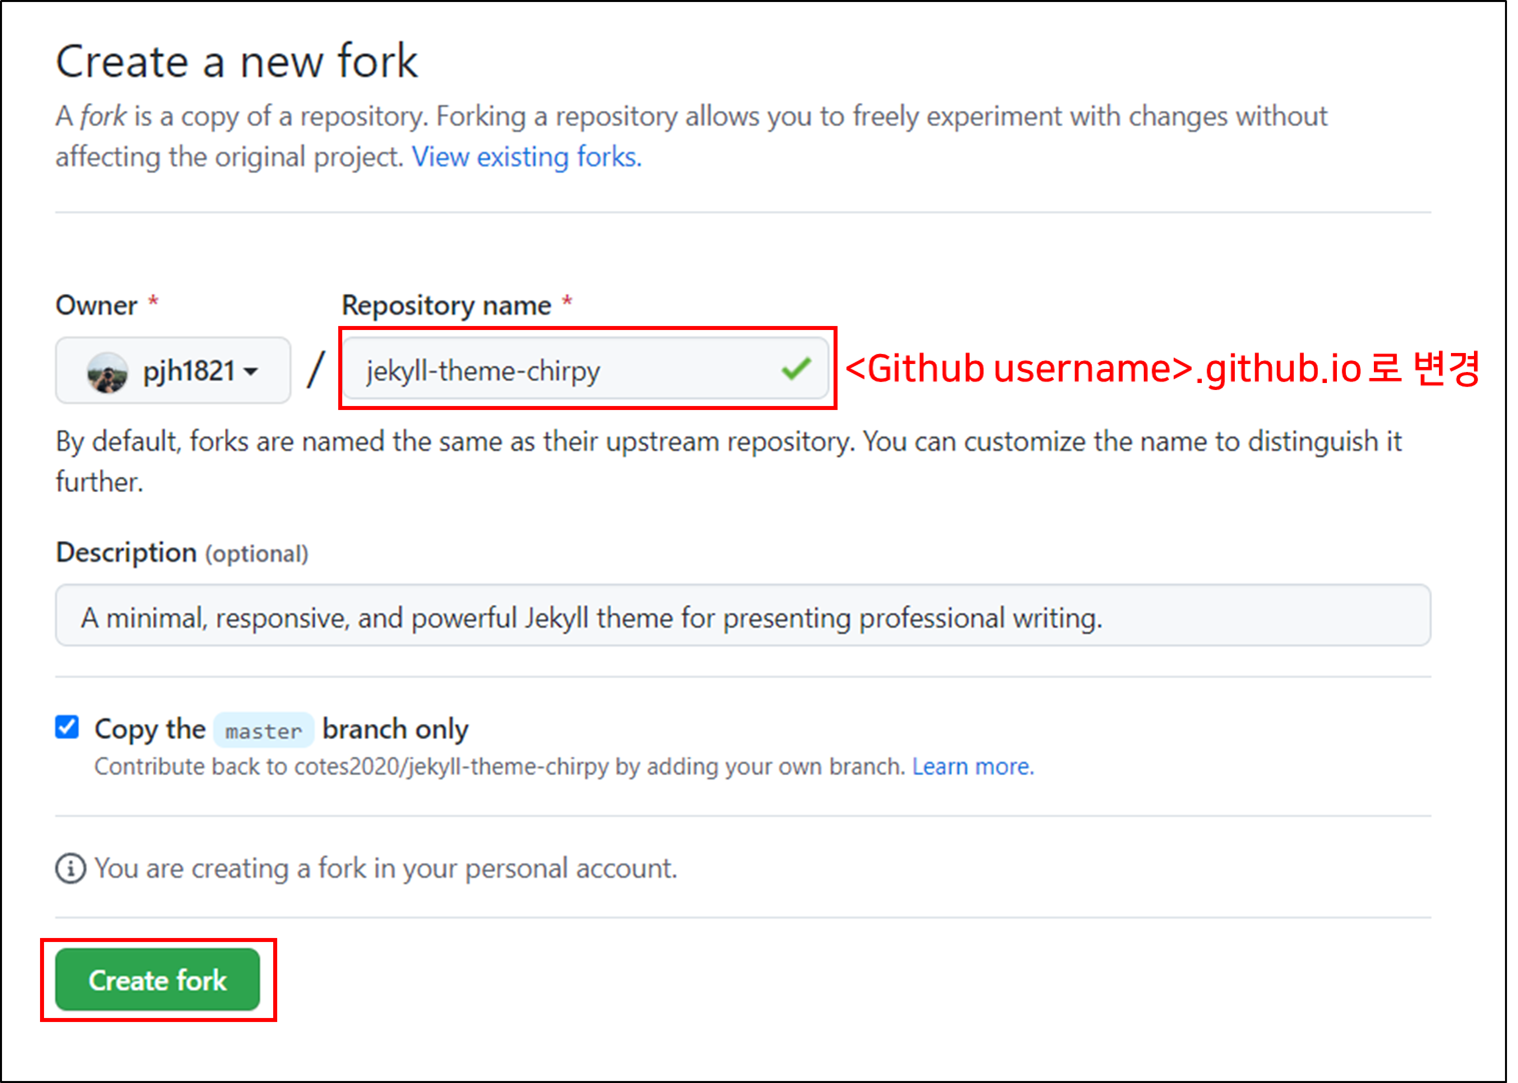 Create a new fork
A fork is a copy of a repository. Forking a repository allows you to freely experiment with changes without
affecting the original project. View existing forks.
Owner *
Repository name *
pjh1821 / jekyll-theme-chirpy <Github username>.github.io 로 변경
By default, forks are named the same as their upstream repository. You can customize the name to distinguish it
further.
Description (optional)
A minimal, responsive, and powerful Jekyll theme for presenting professional writing.
Copy the master branch only
Contribute back to cotes2020/jekyll-theme-chirpy by adding your own branch. Learn more.
You are creating a fork in your personal account.
Create fork